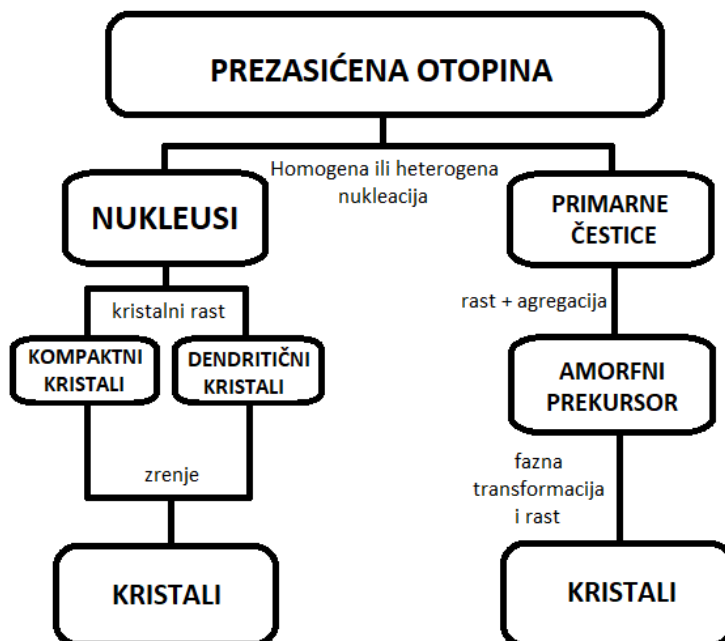 PREZASIĆENA OTOPINA
Homogena ili heterogena
nukleacija
NUKLEUSI
PRIMARNE
ČESTICE
kristalni rast
rast + agregacija
KOMPAKTNI
KRISTALI
DENDRITIČNI
KRISTALI
AMORFNI
PREKURSOR
zrenje
fazna
transformacija
i rast
KRISTALI
KRISTALI